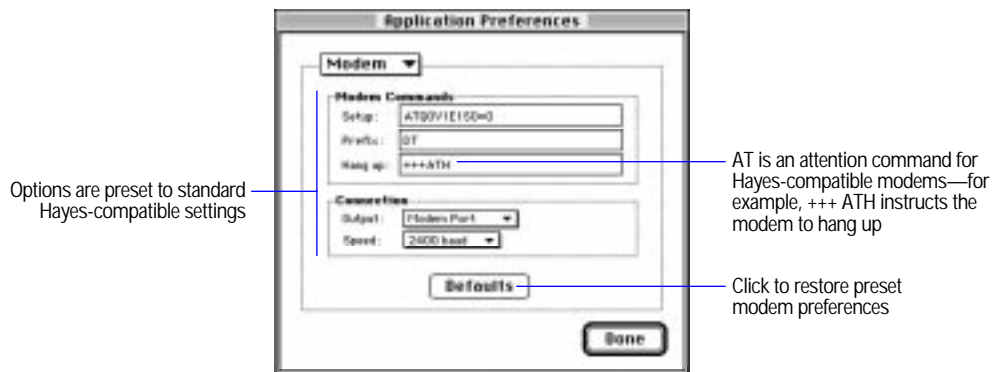 Application Preferences
Modem
Modem Commands
Setup: ATQ0V1E1S0=0
Prefix: DT
Hang up: +++ATH
Connection
Output: Modem Port
Speed: 2400 baud
Defaults
Done
Options are preset to standard
Hayes-compatible settings
AT is an attention command for
Hayes-compatible modems—for
example, +++ ATH instructs the
modem to hang up
Click to restore preset
modem preferences